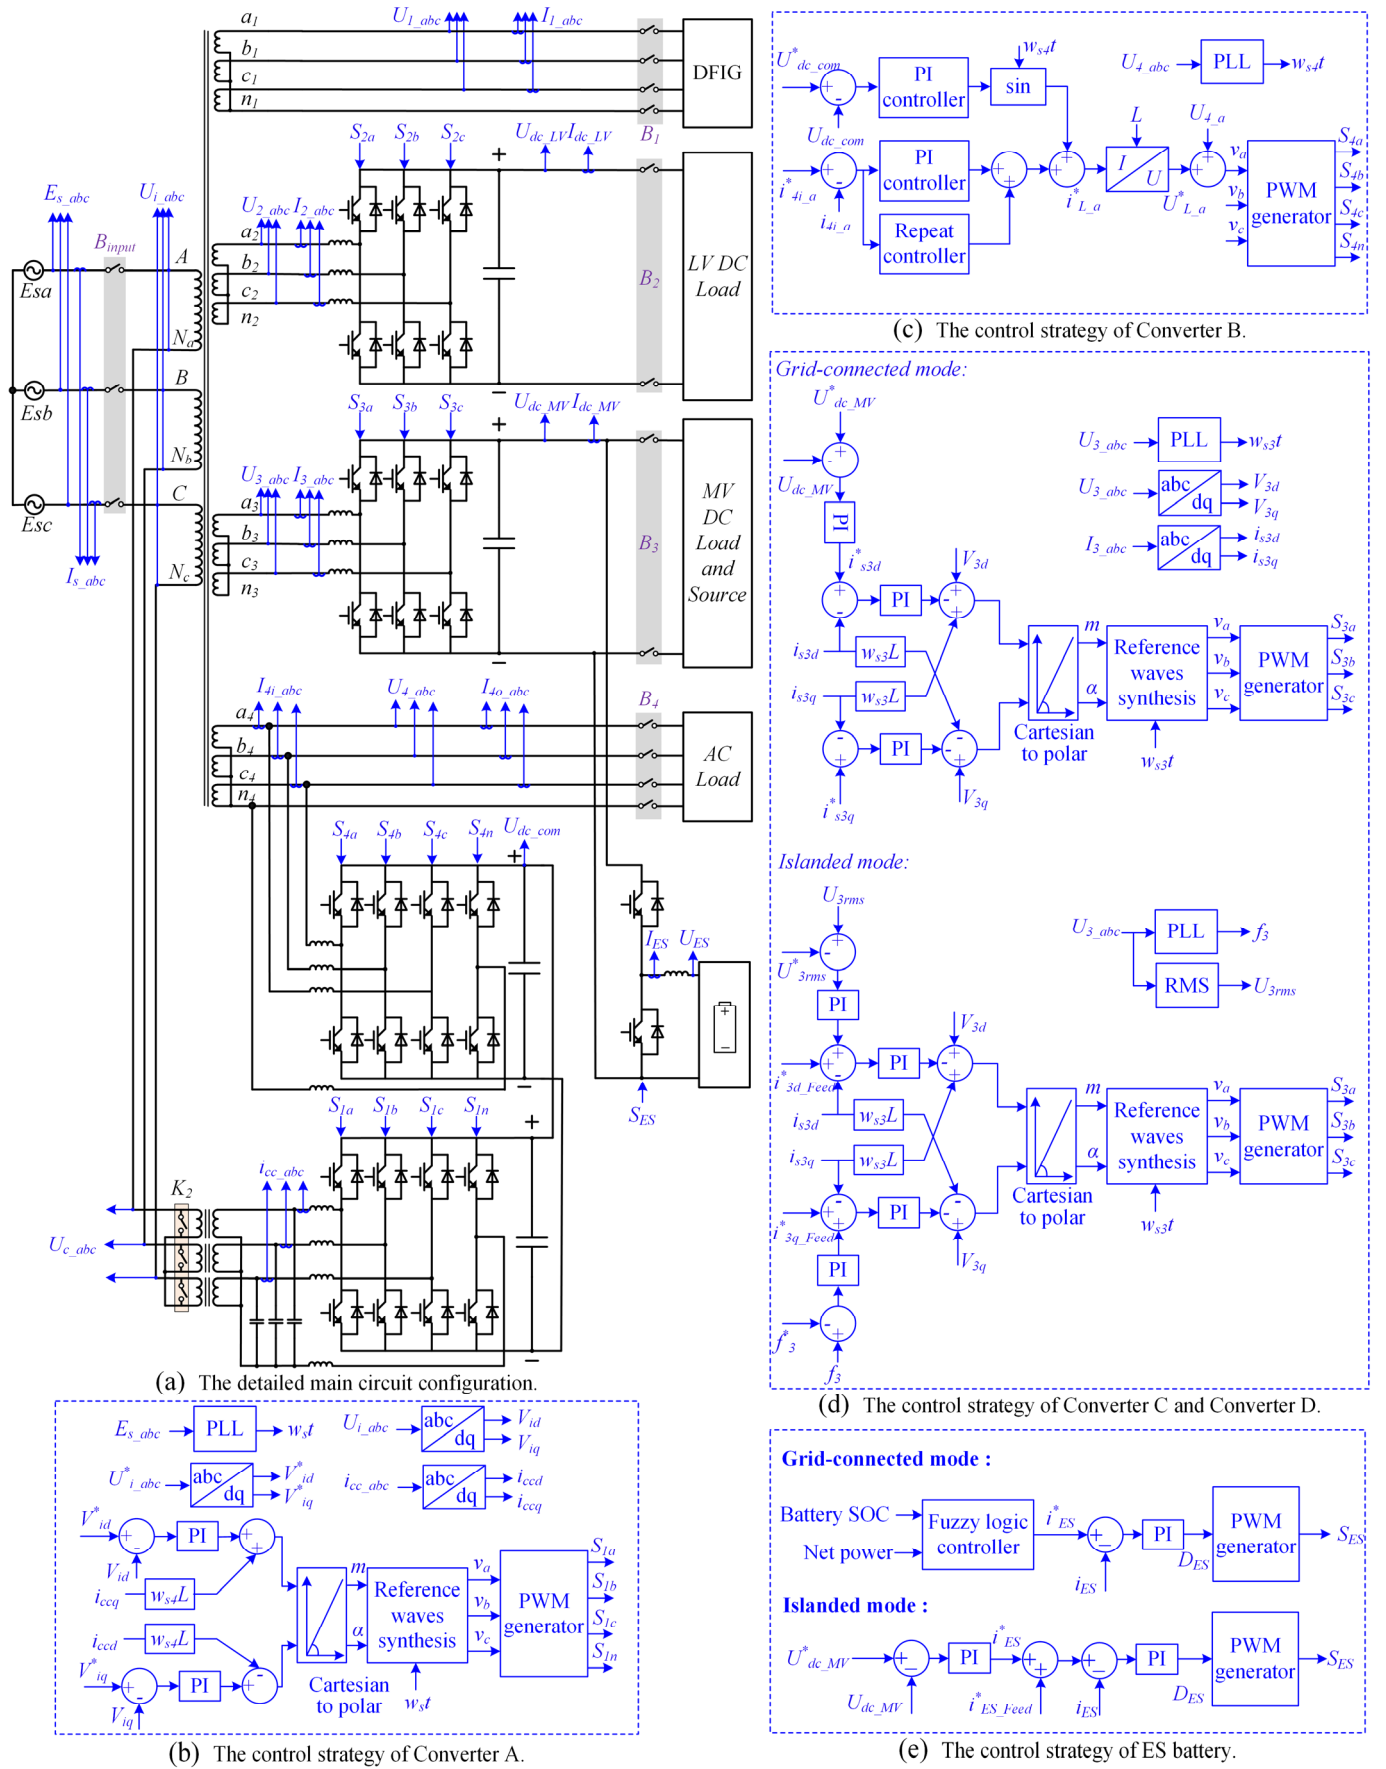 a1
b1
c1
n1
U1_abc
I1_abc
DFIG
B1
S2a
S2b
S2c
+
Udc_LV
Idc_LV
Es_abc
Ui_abc
U2_abc
I2_abc
a2
b2
c2
n2
LV DC
Load
B2
Binput
A
Esa
Na
B
Esb
Nb
C
Esc
Nc
Is_abc
−
S3a
S3b
S3c
+
Udc_MV
Idc_MV
U3_abc
I3_abc
a3
b3
c3
n3
MV
DC
Load
and
Source
B3
−
I4i_abc
U4_abc
I4o_abc
B4
a4
b4
c4
n4
AC
Load
S4a
S4b
S4c
S4n
Udc_com
+
−
IES
UES
+
−
SES
S1a
S1b
S1c
S1n
+
−
icc_abc
K2
Uc_abc
(a) The detailed main circuit configuration.
Es_abc
PLL
wst
Ui_abc
abc
dq
Vid
Viq
U*i_abc
abc
dq
V*id
V*iq
icc_abc
abc
dq
iccd
iccq
V*id
+
-
PI
+
+
Vid
iccq
ws4L
iccd
ws4L
V*iq
+
-
PI
+
-
Viq
m
α
Cartesian
to polar
Reference
waves
synthesis
wst
va
vb
vc
PWM
generator
S1a
S1b
S1c
S1n
(b) The control strategy of Converter A.
U*dc_com
+
-
Udc_com
PI
controller
ws4t
sin
U4_abc
PLL
ws4t
i*4i_a
+
-
i4i_a
PI
controller
Repeat
controller
+
+
+
+
i*L_a
L
I
U
U*L_a
U4_a
+
+
va
vb
vc
PWM
generator
S4a
S4b
S4c
S4n
(c) The control strategy of Converter B.
Grid-connected mode:
U*dc_MV
+
-
Udc_MV
PI
i*s3d
+
-
PI
V3d
-
+
+
is3d
ws3L
is3q
ws3L
-
+
PI
-
-
+
i*s3q
V3q
U3_abc
PLL
ws3t
U3_abc
abc
dq
V3d
V3q
I3_abc
abc
dq
is3d
is3q
m
α
Cartesian
to polar
Reference
waves
synthesis
ws3t
va
vb
vc
PWM
generator
S3a
S3b
S3c
Islanded mode:
U3rms
+
-
U*3rms
PI
i*3d_Feed
+
+
-
PI
V3d
-
+
+
is3d
ws3L
is3q
ws3L
-
+
+
PI
-
-
+
i*3q_Feed
V3q
PI
f*3
-
+
f3
U3_abc
PLL
f3
RMS
U3rms
m
α
Cartesian
to polar
Reference
waves
synthesis
ws3t
va
vb
vc
PWM
generator
S3a
S3b
S3c
(d) The control strategy of Converter C and Converter D.
Grid-connected mode :
Battery SOC
Net power
Fuzzy logic
controller
i*ES
+
−
iES
PI
DES
PWM
generator
SES
Islanded mode :
U*dc_MV
+
−
Udc_MV
PI
i*ES
+
+
i*ES_Feed
+
−
iES
PI
DES
PWM
generator
SES
(e) The control strategy of ES battery.